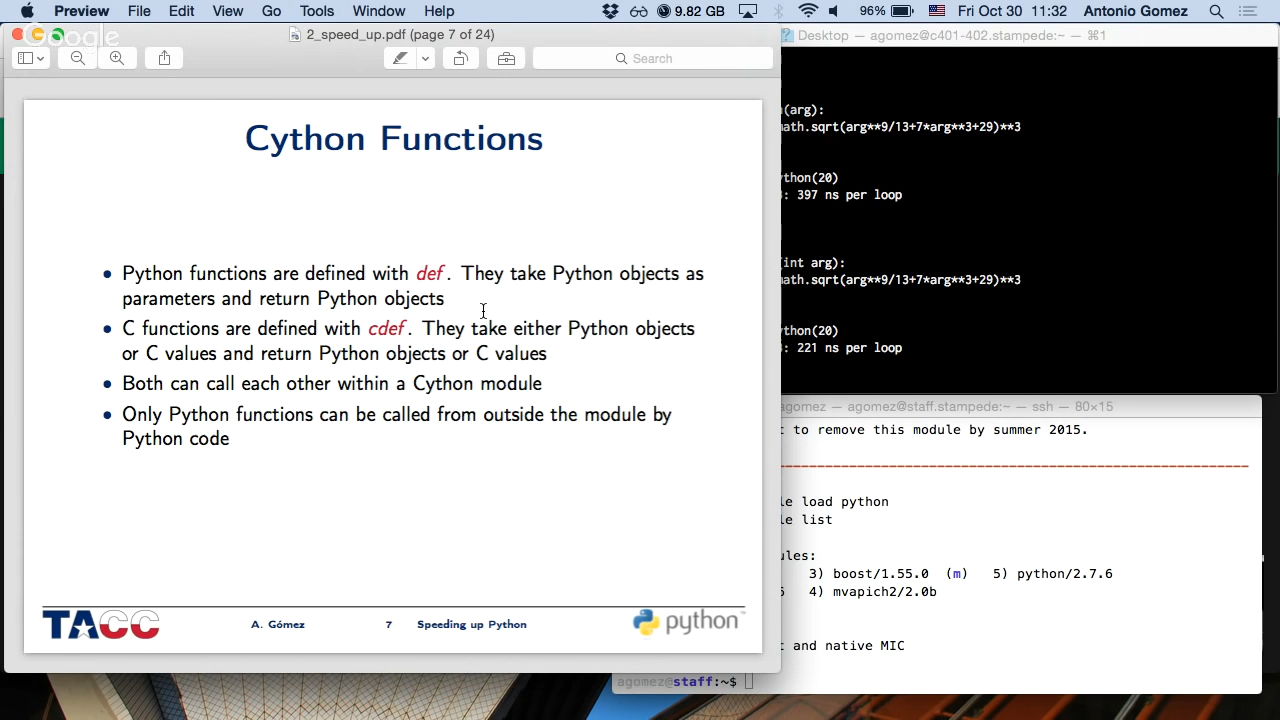 Preview File Edit View Go Tools Window Help 9.82 GB 96% Fri Oct 30 11:32 Antonio Gomez
Google
2_speed_up.pdf (page 7 of 24)
Search
Cython Functions
• Python functions are defined with def. They take Python objects as
parameters and return Python objects
• C functions are defined with cdef. They take either Python objects
or C values and return Python objects or C values
• Both can call each other within a Cython module
• Only Python functions can be called from outside the module by
Python code
TACC A. Gómez 7 Speeding up Python python
Desktop — agomez@c401-402.stampede:~ — ⌘1
(arg):
ath.sqrt(arg**9/13+7*arg**3+29)**3
thon(20)
: 397 ns per loop
(int arg):
ath.sqrt(arg**9/13+7*arg**3+29)**3
thon(20)
: 221 ns per loop
agomez — agomez@staff.stampede:~ — ssh — 80×15
t to remove this module by summer 2015.
le load python
le list
ules:
3) boost/1.55.0 (m) 5) python/2.7.6
4) mvapich2/2.0b
t and native MIC
agomez@staff:~$